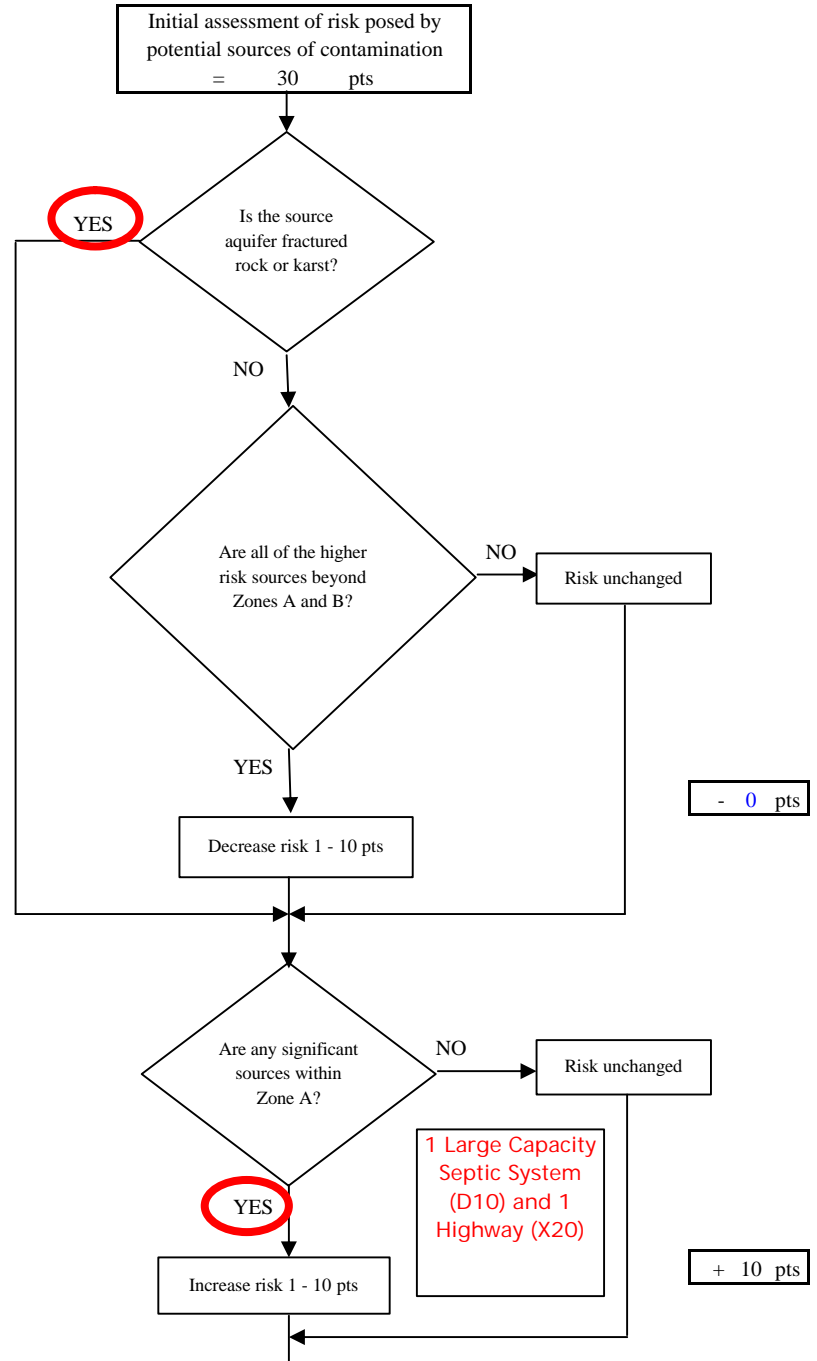 Initial assessment of risk posed by
potential sources of contamination
= 30 pts
YES
Is the source
aquifer fractured
rock or karst?
NO
Are all of the higher
risk sources beyond
Zones A and B?
NO
Risk unchanged
YES
- 0 pts
Decrease risk 1 - 10 pts
Are any significant
sources within
Zone A?
NO
Risk unchanged
1 Large Capacity
Septic System
(D10) and 1
Highway (X20)
YES
+ 10 pts
Increase risk 1 - 10 pts